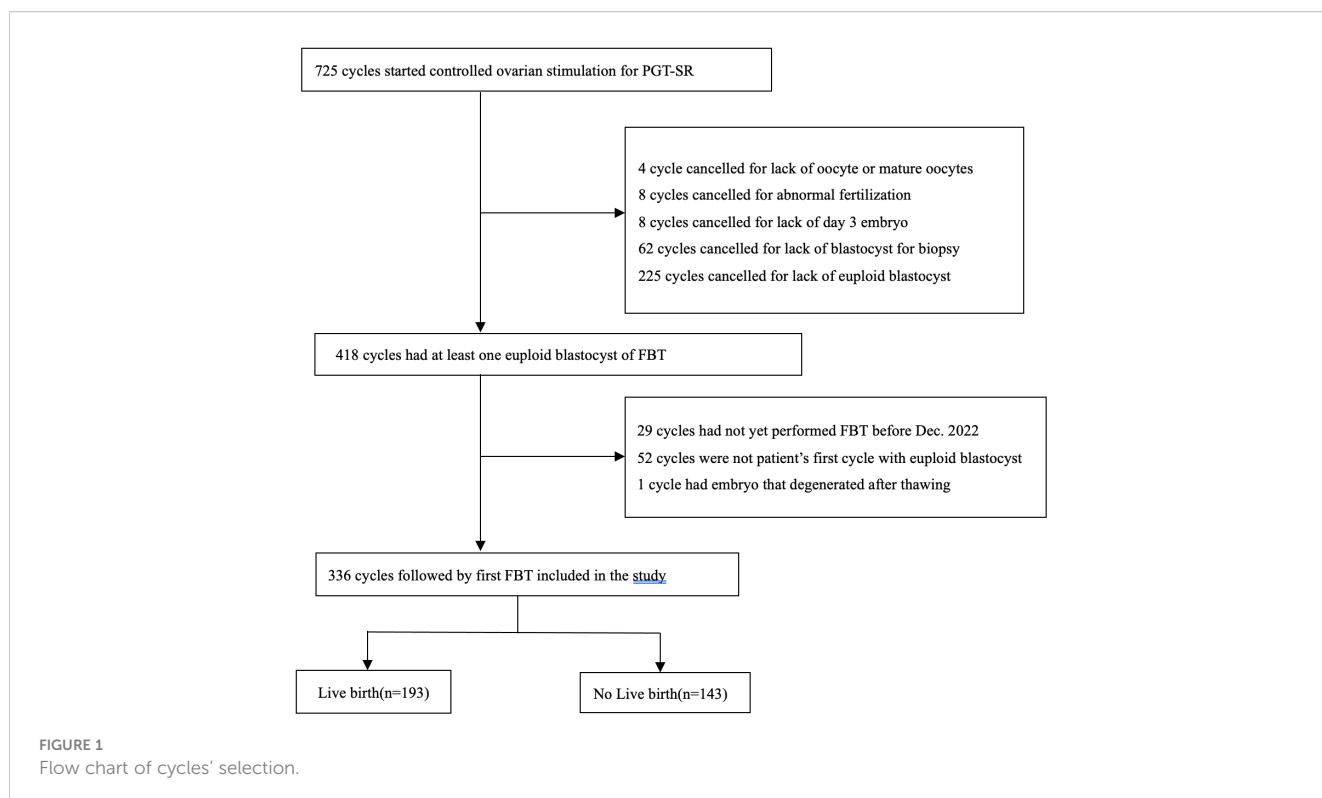 725 cycles started controlled ovarian stimulation for PGT-SR
4 cycle cancelled for lack of oocyte or mature oocytes
8 cycles cancelled for abnormal fertilization
8 cycles cancelled for lack of day 3 embryo
62 cycles cancelled for lack of blastocyst for biopsy
225 cycles cancelled for lack of euploid blastocyst
418 cycles had at least one euploid blastocyst of FBT
29 cycles had not yet performed FBT before Dec. 2022
52 cycles were not patient's first cycle with euploid blastocyst
1 cycle had embryo that degenerated after thawing
336 cycles followed by first FBT included in the study
Live birth(n=193)
No Live birth(n=143)
FIGURE 1
Flow chart of cycles' selection.